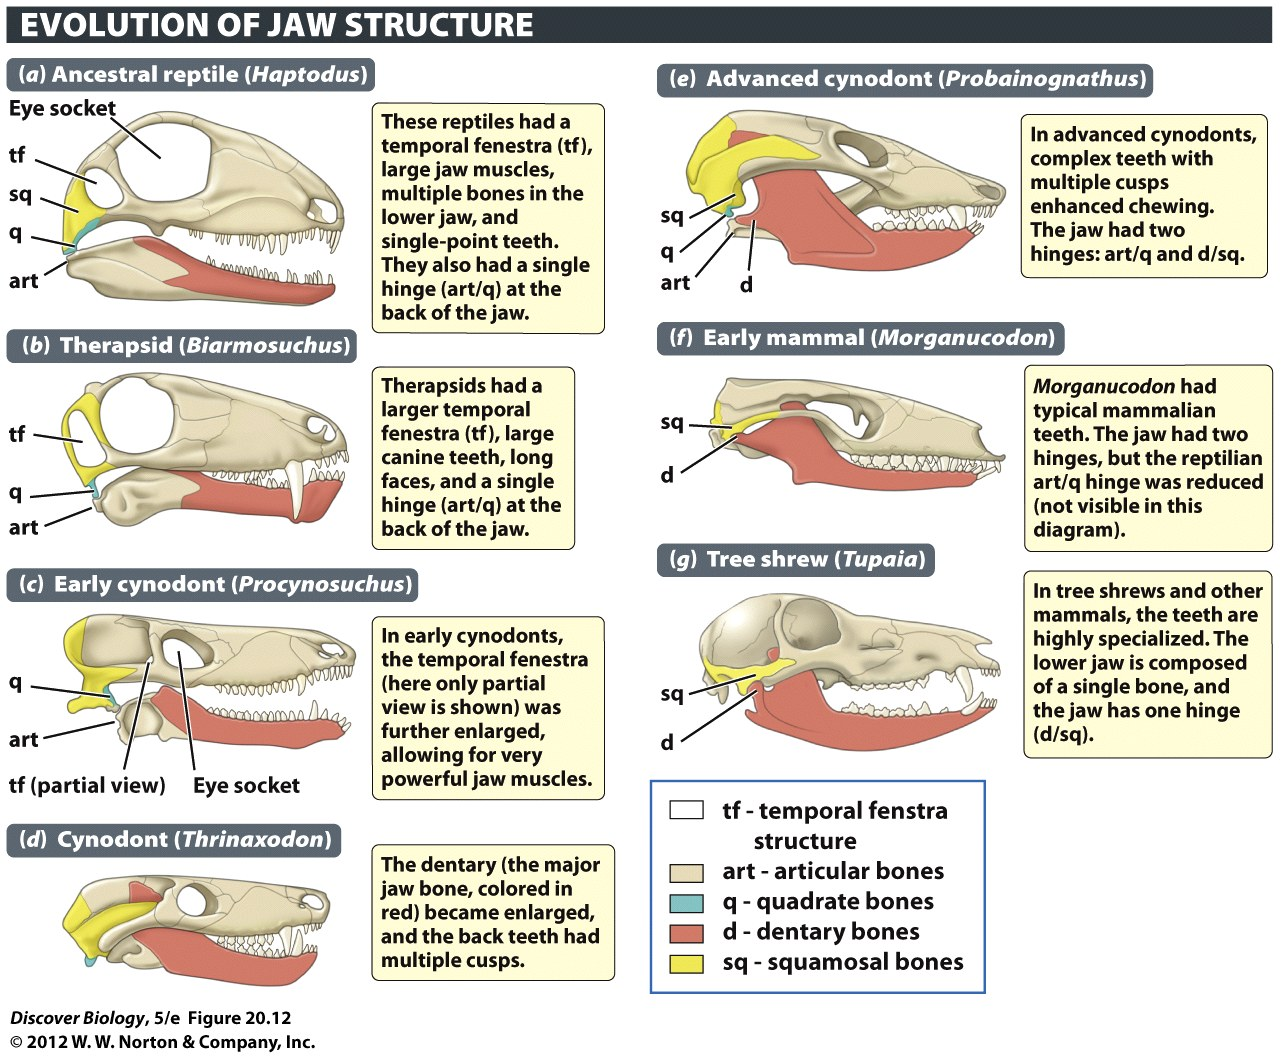 EVOLUTION OF JAW STRUCTURE
(a) Ancestral reptile (Haptodus)
Eye socket
tf
sq
q
art
These reptiles had a
temporal fenestra (tf),
large jaw muscles,
multiple bones in the
lower jaw, and
single-point teeth.
They also had a single
hinge (art/q) at the
back of the jaw.
(b) Therapsid (Biarmosuchus)
tf
q
art
Therapsids had a
larger temporal
fenestra (tf), large
canine teeth, long
faces, and a single
hinge (art/q) at the
back of the jaw.
(c) Early cynodont (Procynosuchus)
q
art
tf (partial view)
Eye socket
In early cynodonts,
the temporal fenestra
(here only partial
view is shown) was
further enlarged,
allowing for very
powerful jaw muscles.
(d) Cynodont (Thrinaxodon)
The dentary (the major
jaw bone, colored in
red) became enlarged,
and the back teeth had
multiple cusps.
(e) Advanced cynodont (Probainognathus)
sq
q
art
d
In advanced cynodonts,
complex teeth with
multiple cusps
enhanced chewing.
The jaw had two
hinges: art/q and d/sq.
(f) Early mammal (Morganucodon)
sq
d
Morganucodon had
typical mammalian
teeth. The jaw had two
hinges, but the reptilian
art/q hinge was reduced
(not visible in this
diagram).
(g) Tree shrew (Tupaia)
sq
d
In tree shrews and other
mammals, the teeth are
highly specialized. The
lower jaw is composed
of a single bone, and
the jaw has one hinge
(d/sq).
tf - temporal fenstra
structure
art - articular bones
q - quadrate bones
d - dentary bones
sq - squamosal bones
Discover Biology, 5/e Figure 20.12
© 2012 W. W. Norton & Company, Inc.